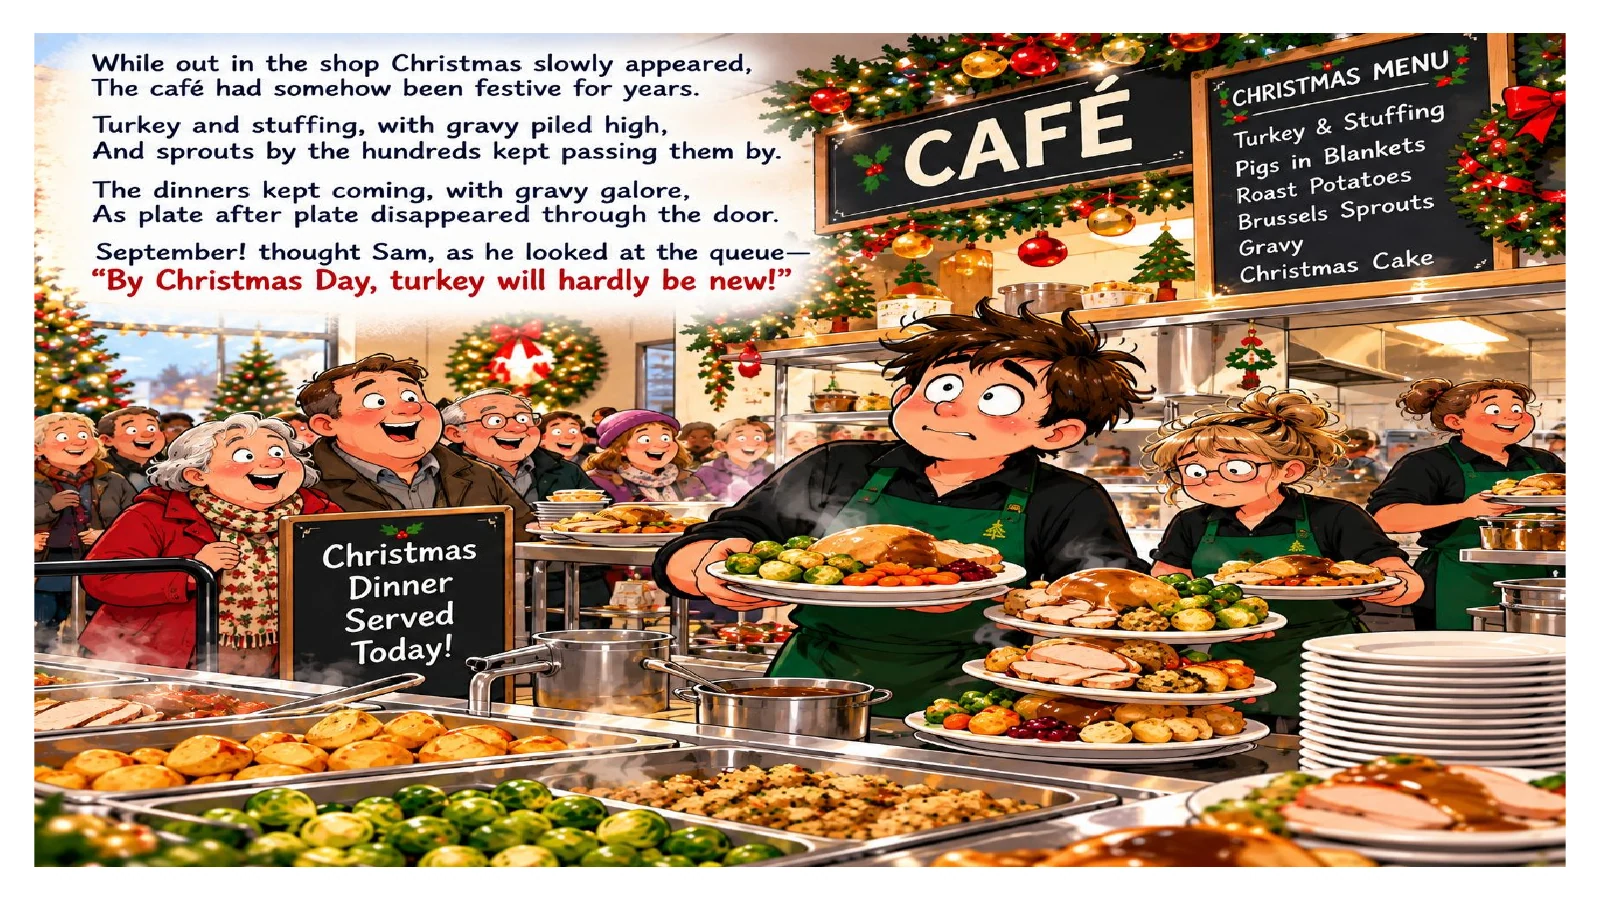 While out in the shop Christmas slowly appeared,
The café had somehow been festive for years.
Turkey and stuffing, with gravy piled high,
And sprouts by the hundreds kept passing them by.
The dinners kept coming, with gravy galore,
As plate after plate disappeared through the door.
September! thought Sam, as he looked at the queue—
“By Christmas Day, turkey will hardly be new!”
CAFÉ
CHRISTMAS MENU
Turkey & Stuffing
Pigs in Blankets
Roast Potatoes
Brussels Sprouts
Gravy
Christmas Cake
Christmas
Dinner
Served
Today!